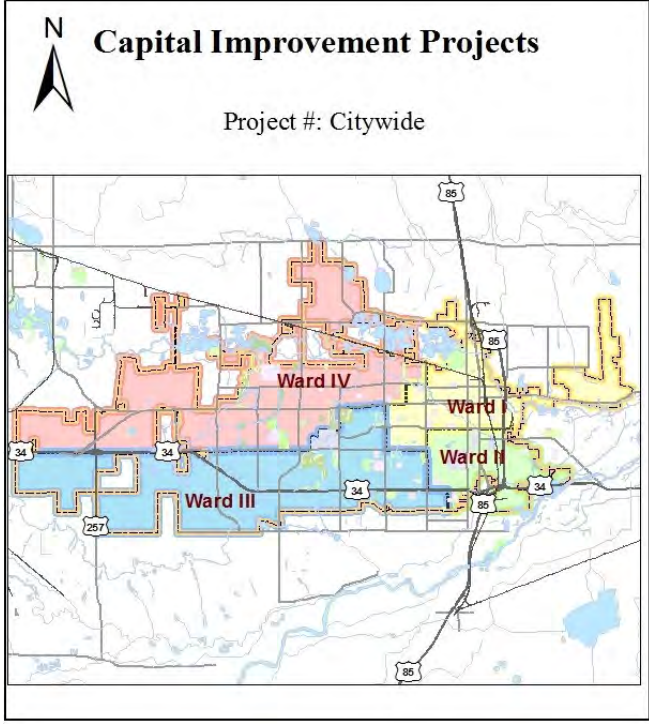 N
Capital Improvement Projects
Project #: Citywide
85
85
Ward IV
Ward I
34
34
Ward II
Ward III
34
34
85
257
85